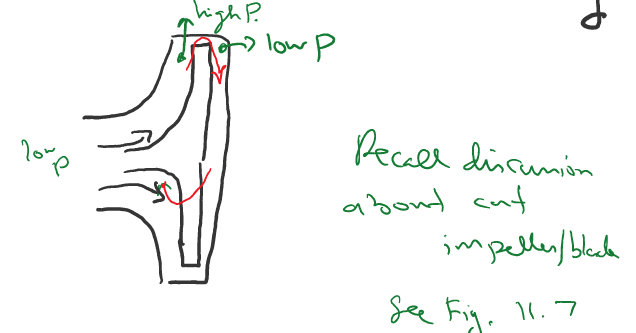 high P.
low P
low
P
Recall discussion
about cut
impeller/blade
See Fig. 11.7